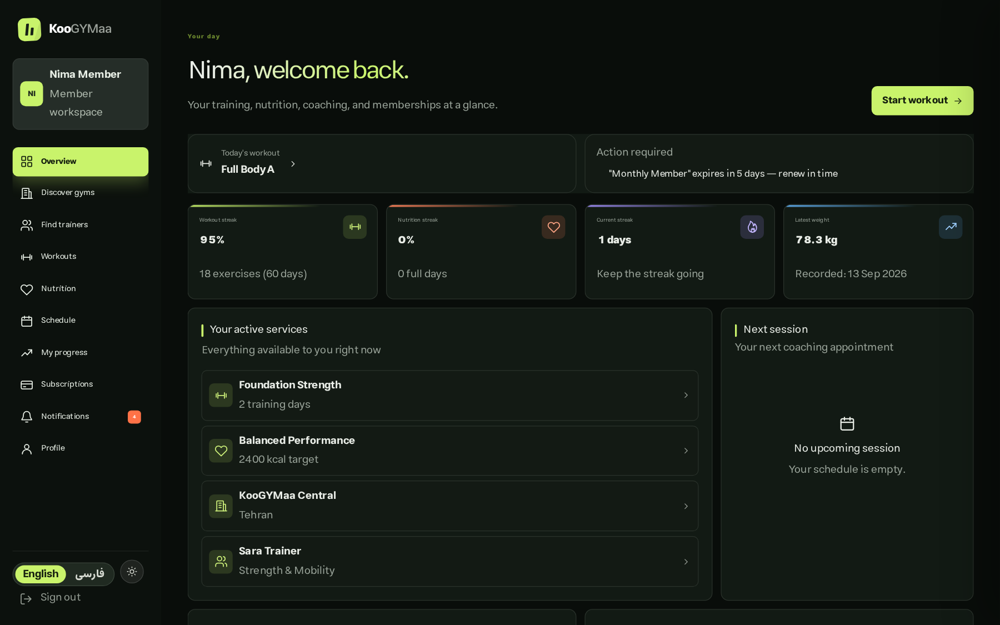 KooGYMaa
Nima Member
NI
Member
workspace
Overview
Discover gyms
Find trainers
Workouts
Nutrition
Schedule
My progress
Subscriptions
Notifications
4
Profile
English
فارسی
Sign out
Your day
Nima, welcome back.
Your training, nutrition, coaching, and memberships at a glance.
Start workout
Today's workout
Full Body A
Action required
"Monthly Member" expires in 5 days — renew in time
Workout streak
95%
18 exercises (60 days)
Nutrition streak
0%
0 full days
Current streak
1 days
Keep the streak going
Latest weight
78.3 kg
Recorded: 13 Sep 2026
Your active services
Everything available to you right now
Foundation Strength
2 training days
Balanced Performance
2400 kcal target
KooGYMaa Central
Tehran
Sara Trainer
Strength & Mobility
Next session
Your next coaching appointment
No upcoming session
Your schedule is empty.